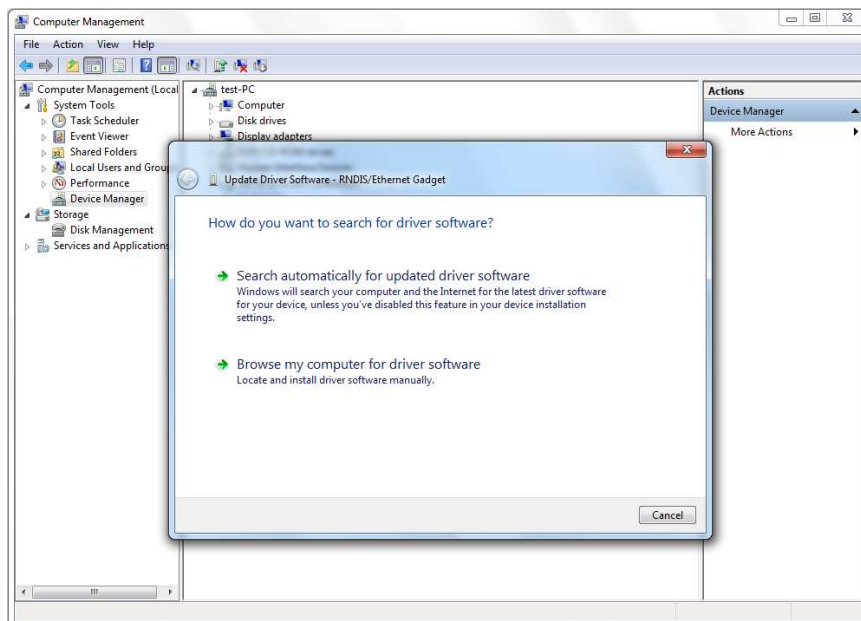 Computer Management
File Action View Help
Computer Management (Local
System Tools
Task Scheduler
Event Viewer
Shared Folders
Local Users and Grou
Performance
Device Manager
Storage
Disk Management
Services and Applications
test-PC
Computer
Disk drives
Display adapters
Update Driver Software - RNDIS/Ethernet Gadget
How do you want to search for driver software?
Search automatically for updated driver software
Windows will search your computer and the Internet for the latest driver software
for your device, unless you've disabled this feature in your device installation
settings.
Browse my computer for driver software
Locate and install driver software manually.
Cancel
Actions
Device Manager
More Actions